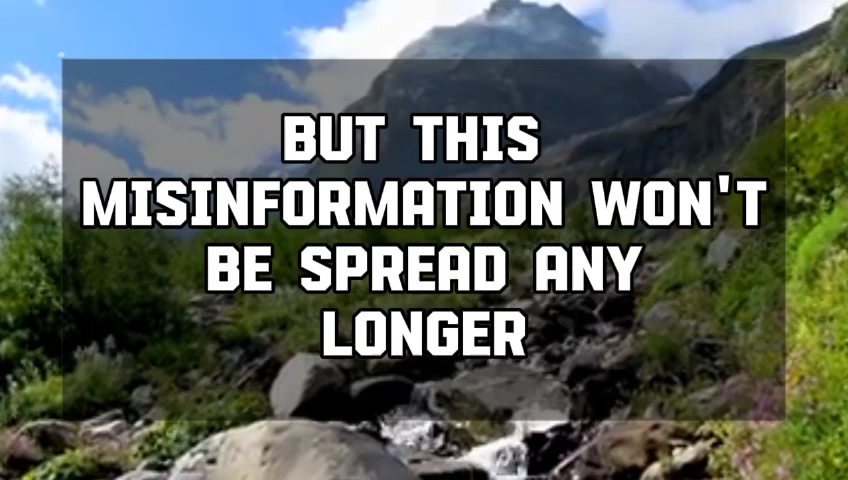 BUT THIS
MISINFORMATION WON'T
BE SPREAD ANY
LONGER